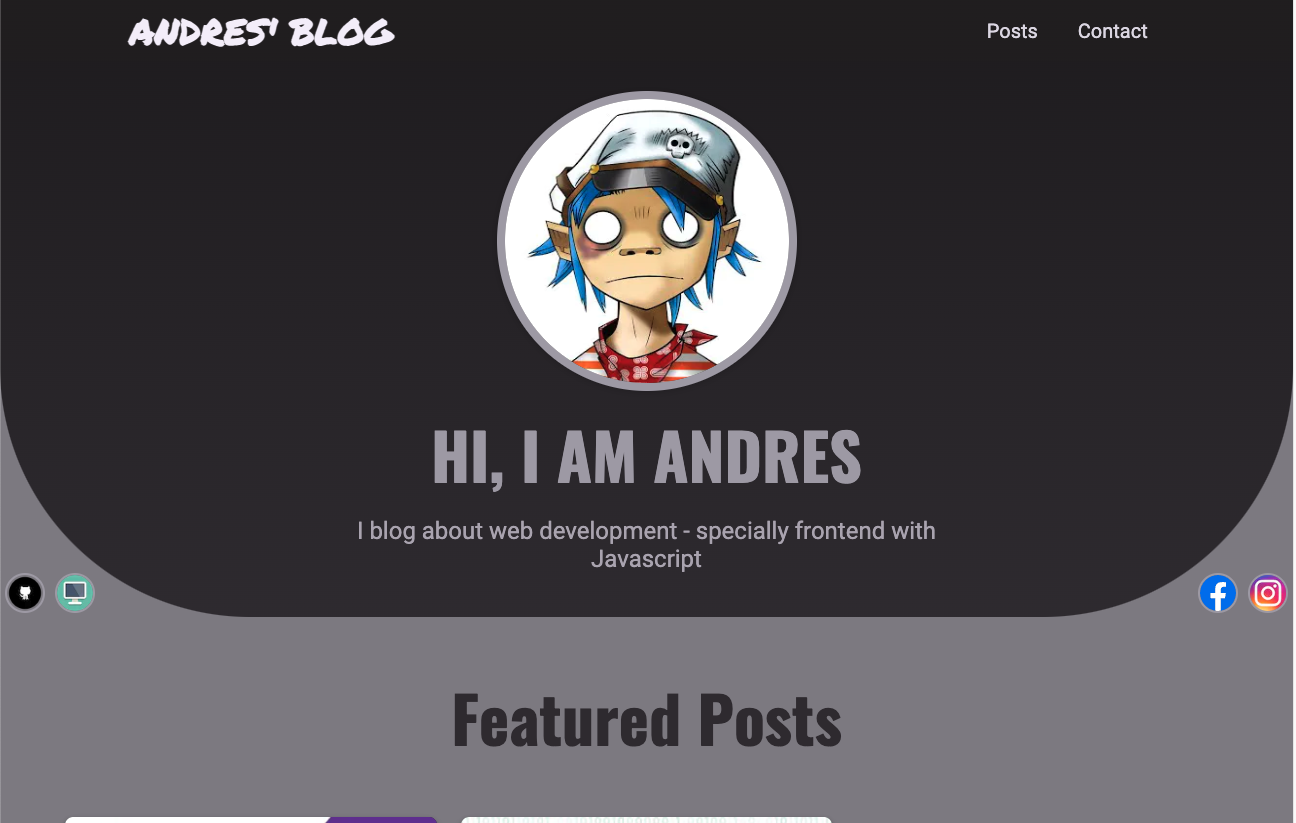 ANDRES' BLOG
Posts
Contact
HI, I AM ANDRES
I blog about web development - specially frontend with
Javascript
Featured Posts